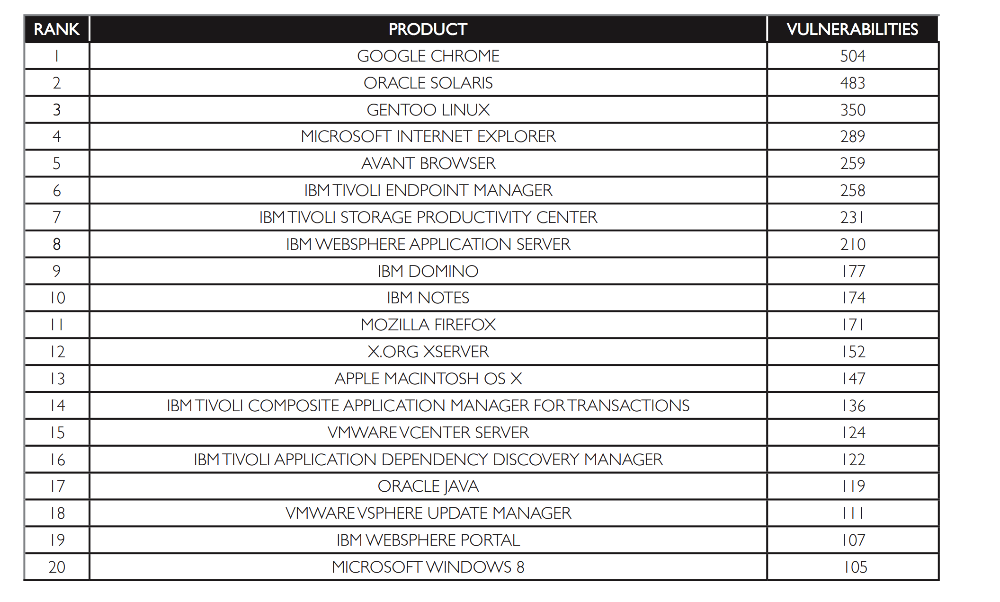 RANK PRODUCT VULNERABILITIES
1 GOOGLE CHROME 504
2 ORACLE SOLARIS 483
3 GENTOO LINUX 350
4 MICROSOFT INTERNET EXPLORER 289
5 AVANT BROWSER 259
6 IBM TIVOLI ENDPOINT MANAGER 258
7 IBM TIVOLI STORAGE PRODUCTIVITY CENTER 231
8 IBM WEBSPHERE APPLICATION SERVER 210
9 IBM DOMINO 177
10 IBM NOTES 174
11 MOZILLA FIREFOX 171
12 X.ORG XSERVER 152
13 APPLE MACINTOSH OS X 147
14 IBM TIVOLI COMPOSITE APPLICATION MANAGER FOR TRANSACTIONS 136
15 VMWARE VCENTER SERVER 124
16 IBM TIVOLI APPLICATION DEPENDENCY DISCOVERY MANAGER 122
17 ORACLE JAVA 119
18 VMWARE VSPHERE UPDATE MANAGER 111
19 IBM WEBSPHERE PORTAL 107
20 MICROSOFT WINDOWS 8 105